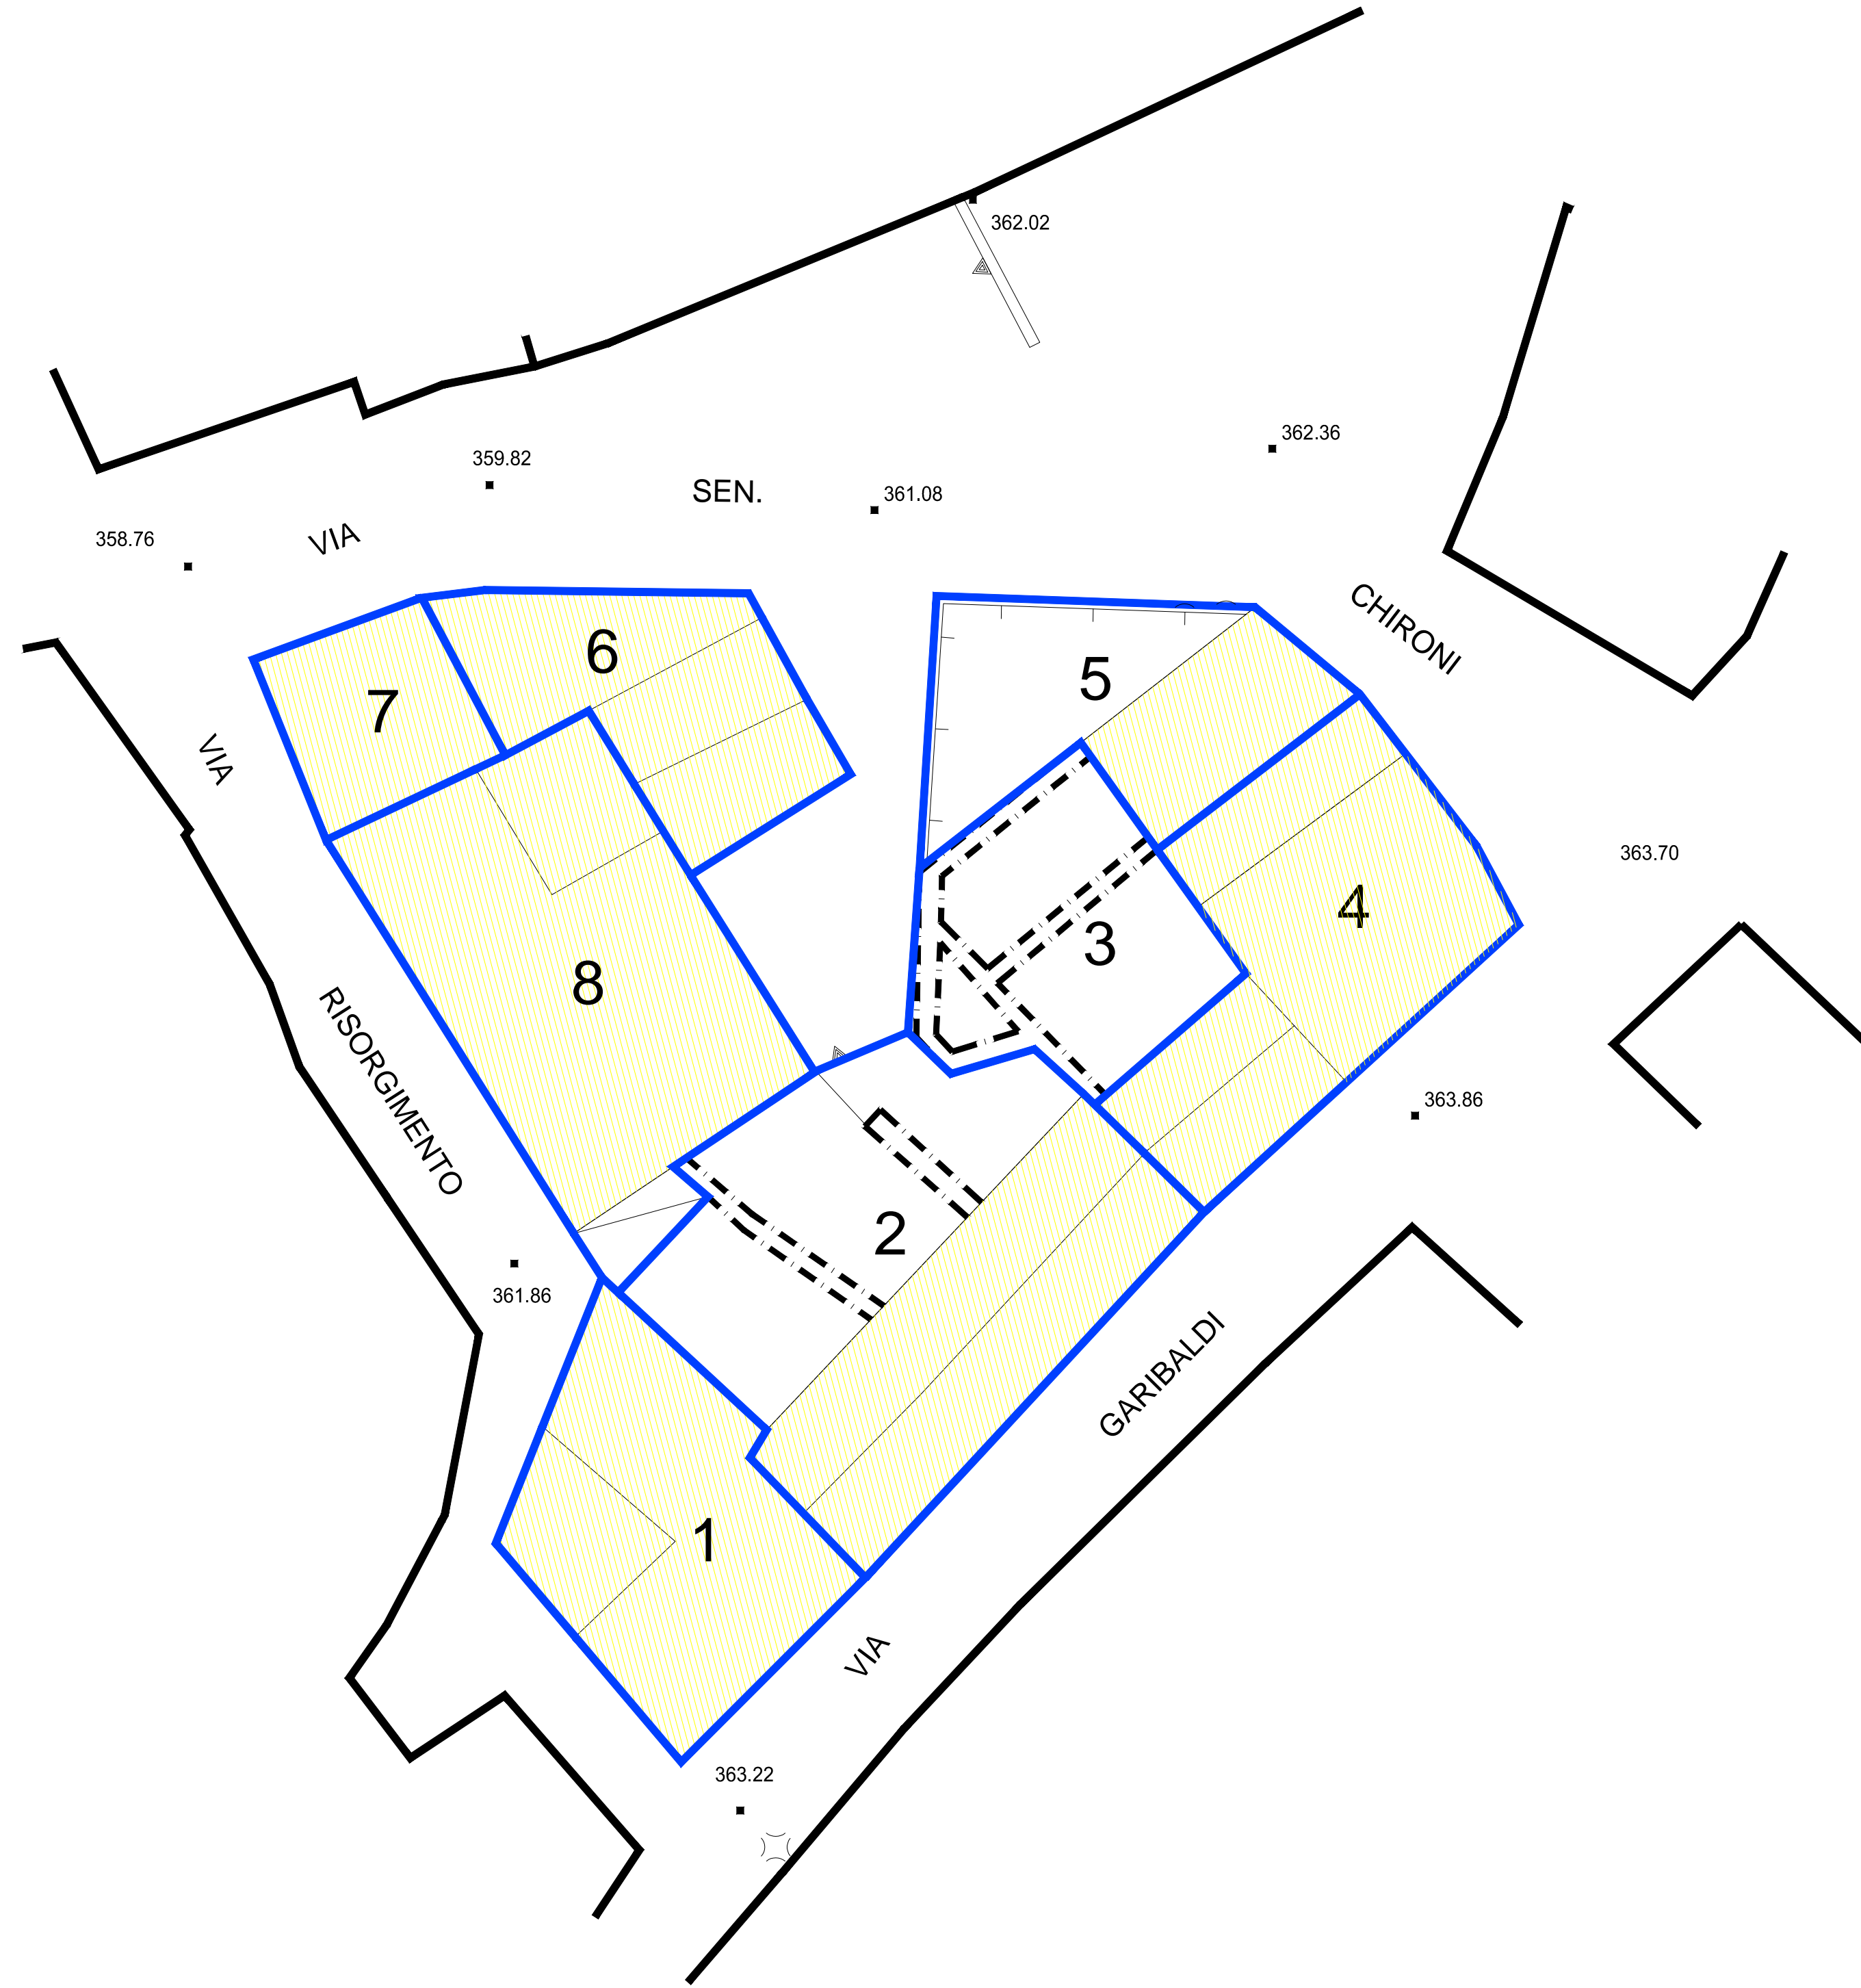 362.02
362.36
359.82
SEN.
361.08
358.76
VIA
CHIRONI
6
5
7
VIA
363.70
4
3
8
RISORGIMENTO
363.86
2
361.86
GARIBALDI
1
VIA
363.22